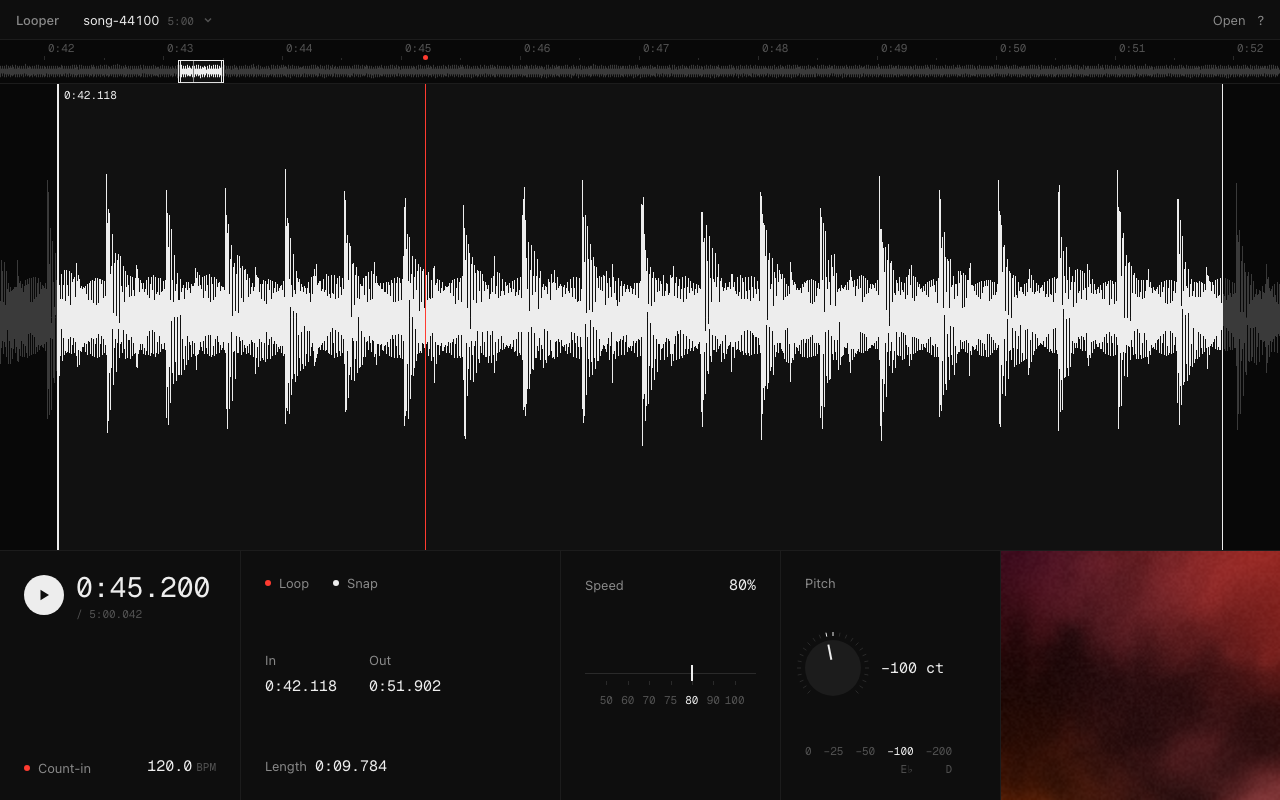 Looper song-44100 5:00 Open ?
0:42 0:43 0:44 0:45 0:46 0:47 0:48 0:49 0:50 0:51 0:52
0:42.118
0:45.200
/ 5:00.042
Count-in 120.0 BPM
Loop Snap
In Out
0:42.118 0:51.902
Length 0:09.784
Speed 80%
50 60 70 75 80 90 100
Pitch
−100 ct
0 −25 −50 −100 −200
E♭ D